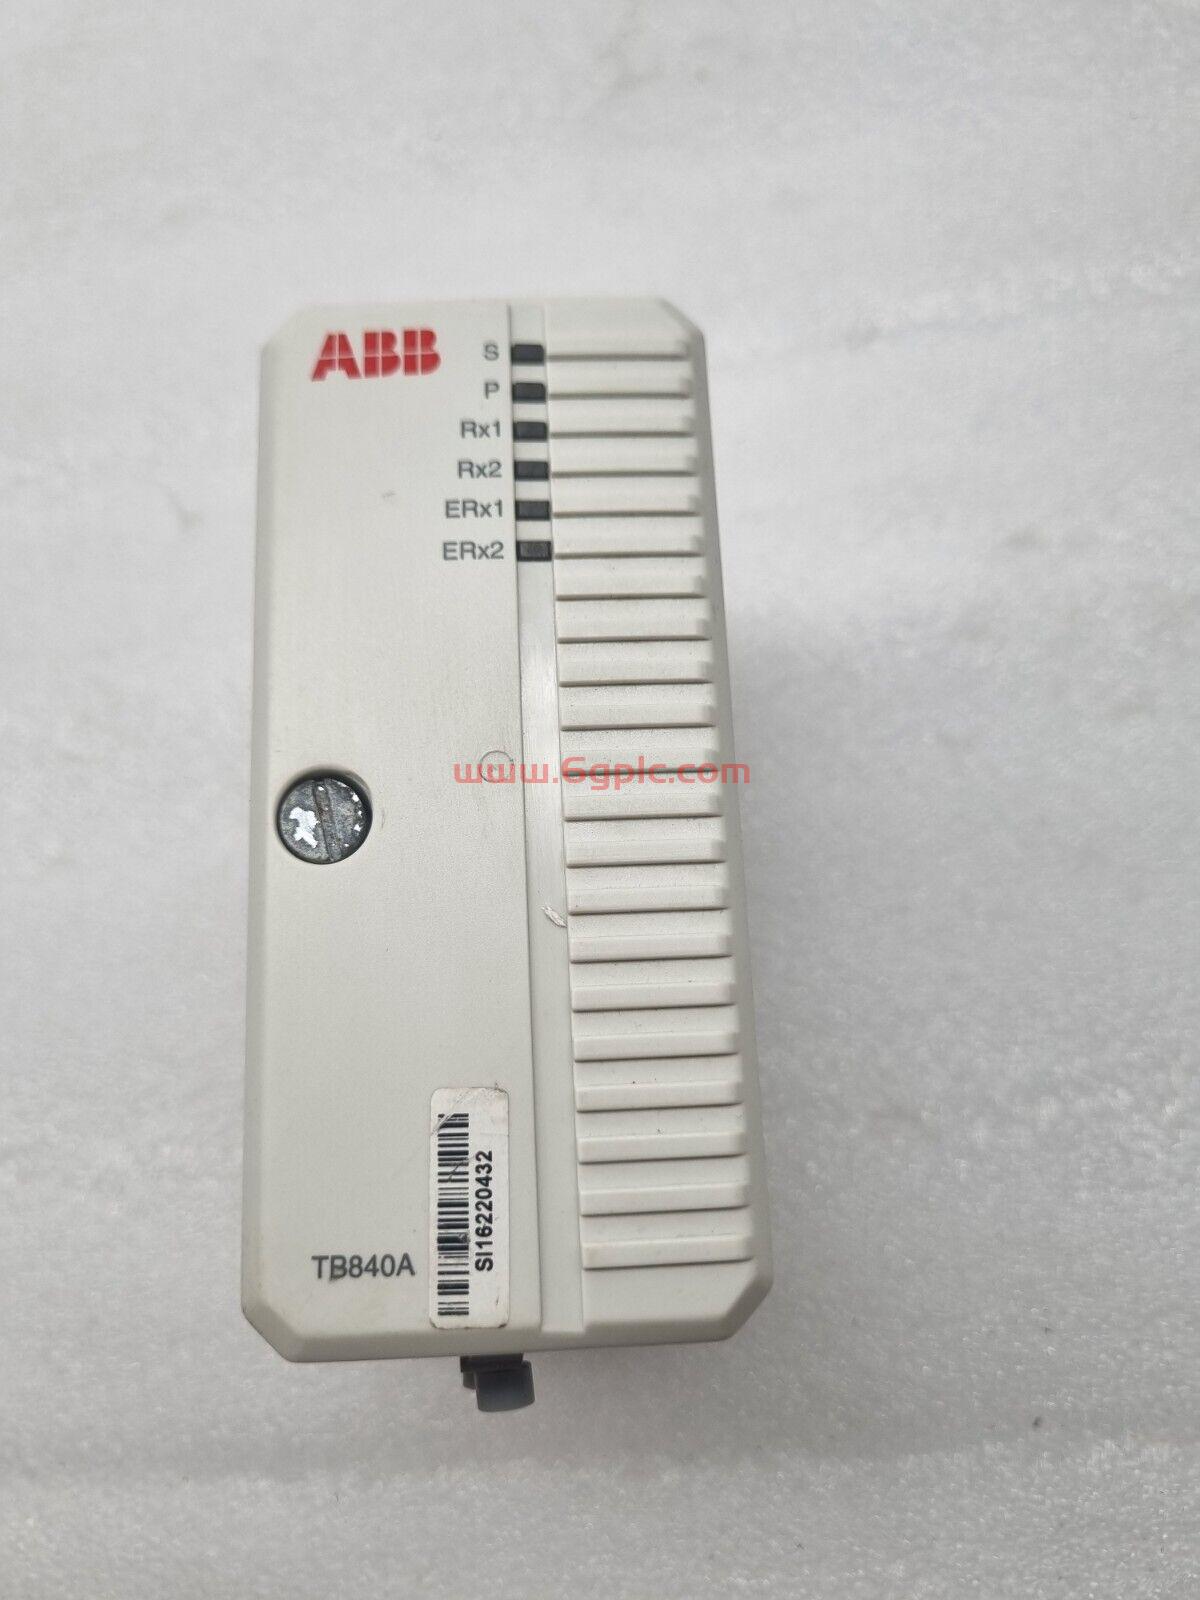 ABB
S
P
Rx1
Rx2
ERx1
ERx2
www.6gplc.com
SI16220432
TB840A